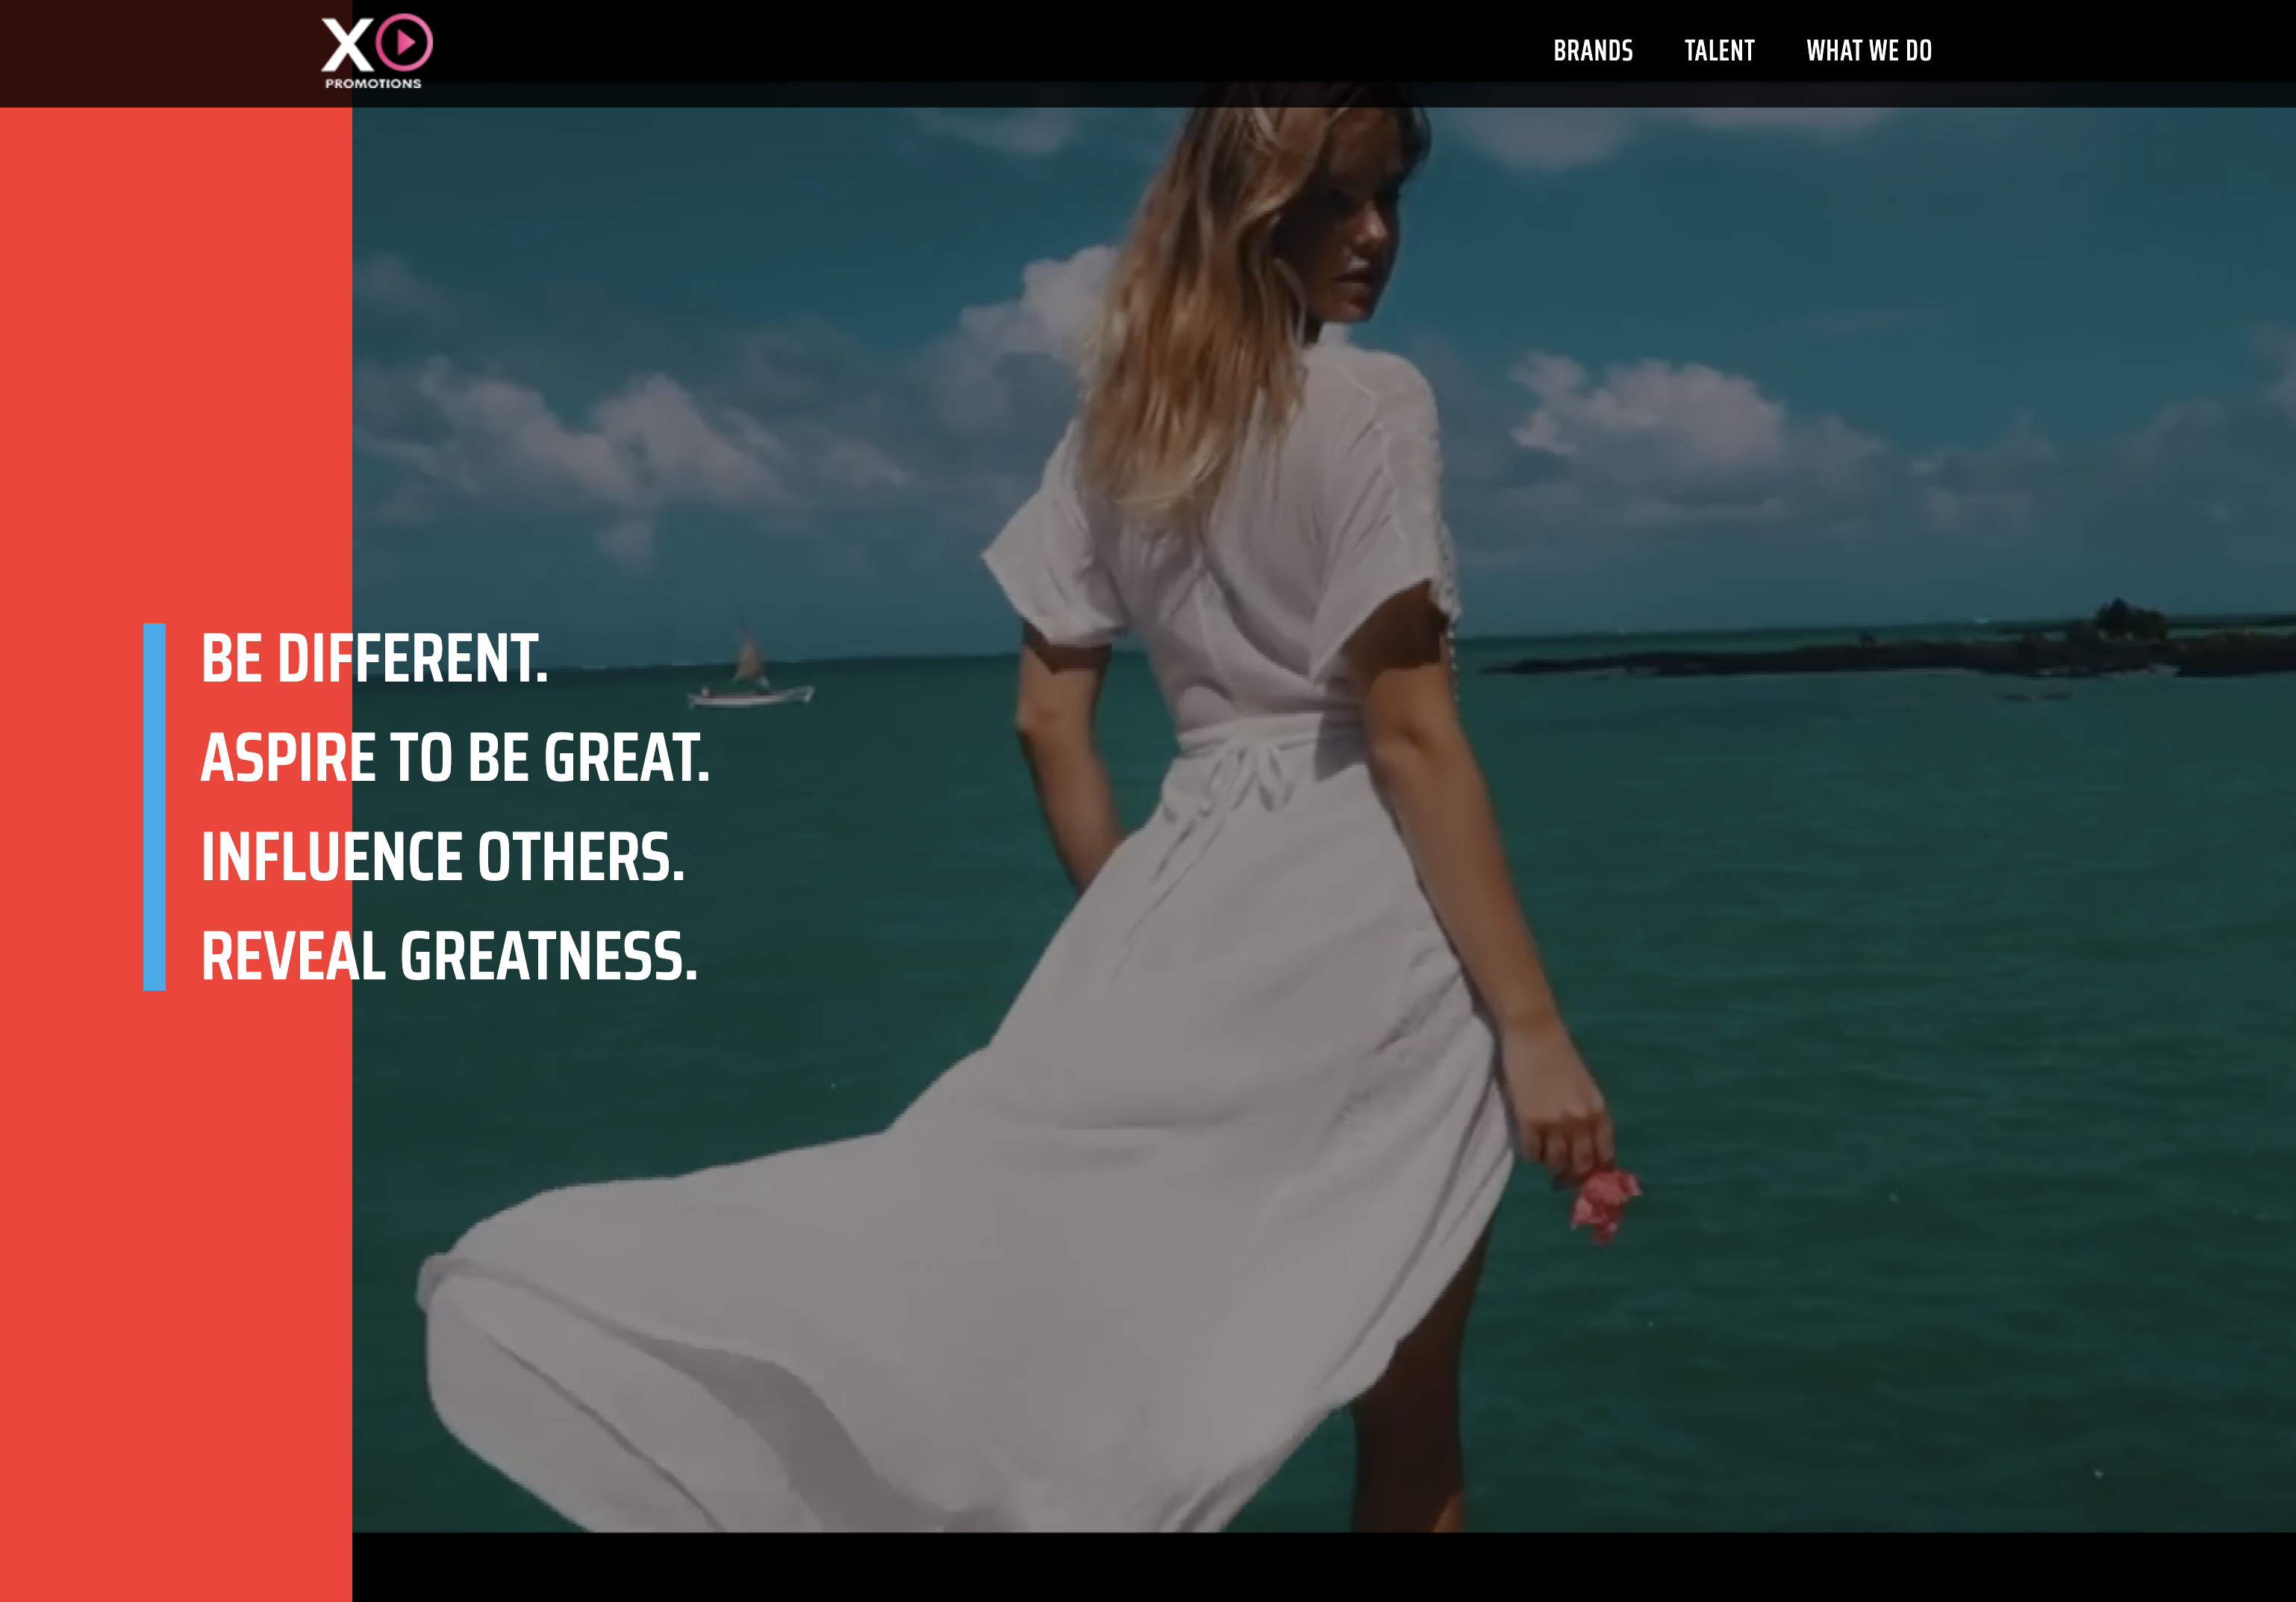 XO
PROMOTIONS
BRANDS TALENT WHAT WE DO
BE DIFFERENT.
ASPIRE TO BE GREAT.
INFLUENCE OTHERS.
REVEAL GREATNESS.